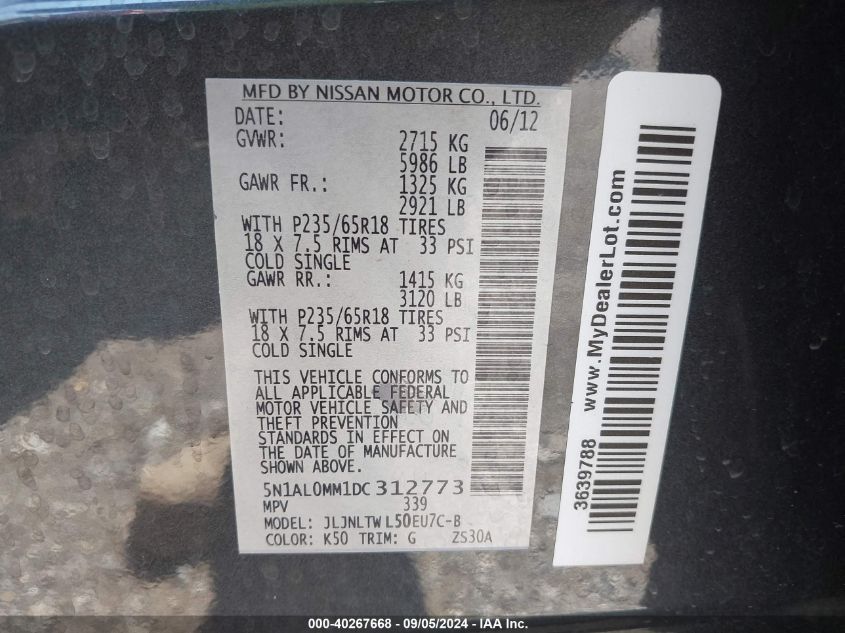 MFD BY NISSAN MOTOR CO., LTD.
DATE: 06/12
GVWR: 2715 KG
5986 LB
GAWR FR.: 1325 KG
2921 LB
WITH P235/65R18 TIRES
18 X 7.5 RIMS AT 33 PSI
COLD SINGLE
GAWR RR.: 1415 KG
3120 LB
WITH P235/65R18 TIRES
18 X 7.5 RIMS AT 33 PSI
COLD SINGLE
THIS VEHICLE CONFORMS TO
ALL APPLICABLE FEDERAL
MOTOR VEHICLE SAFETY AND
THEFT PREVENTION
STANDARDS IN EFFECT ON
THE DATE OF MANUFACTURE
SHOWN ABOVE.
5N1AL0MM1DC312773
MPV 339
MODEL: JLJNLTWL50EU7C-B
COLOR: K50 TRIM: G ZS30A
www.MyDealerLot.com
3639788
000-40267668 - 09/05/2024 - IAA Inc.